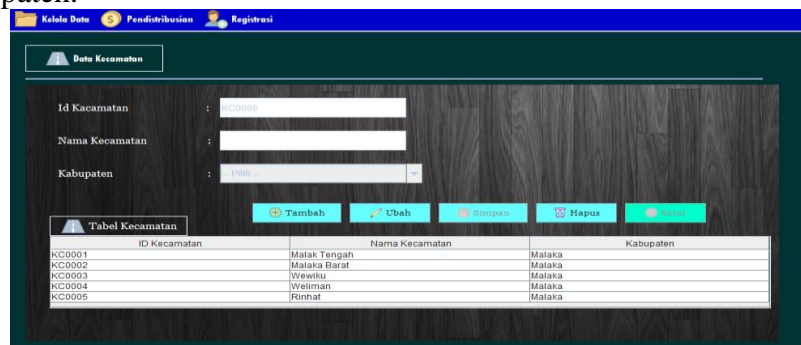 paten.
Kelola Data Pendistribusian Registrasi
Data Kecamatan
Id Kacamatan : KC0006
Nama Kecamatan :
Kabupaten : -- Pilih --
Tambah Ubah Simpan Hapus Batal
Tabel Kecamatan
ID Kecamatan Nama Kecamatan Kabupaten
KC0001 Malak Tengah Malaka
KC0002 Malaka Barat Malaka
KC0003 Wewiku Malaka
KC0004 Weliman Malaka
KC0005 Rinhat Malaka